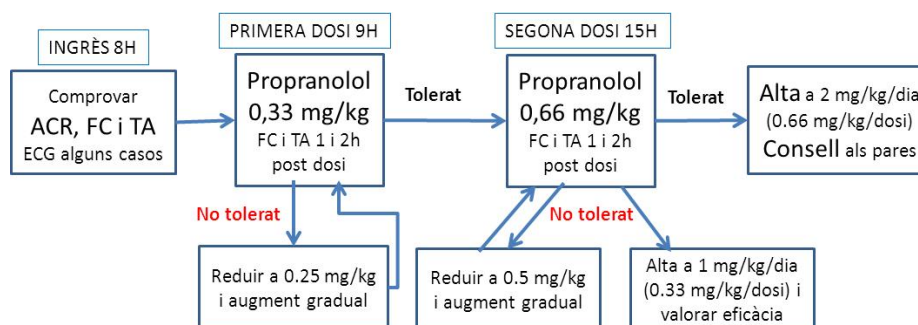 INGRÈS 8H
PRIMERA DOSI 9H
SEGONA DOSI 15H
Comprovar
ACR, FC i TA
ECG alguns casos
Propranolol
0,33 mg/kg
FC i TA 1 i 2h
post dosi
Tolerat
Propranolol
0,66 mg/kg
FC i TA 1 i 2h
post dosi
Tolerat
Alta a 2 mg/kg/dia
(0.66 mg/kg/dosi)
Consell als pares
No tolerat
No tolerat
Reduir a 0.25 mg/kg
i augment gradual
Reduir a 0.5 mg/kg
i augment gradual
Alta a 1 mg/kg/dia
(0.33 mg/kg/dosi) i
valorar eficàcia